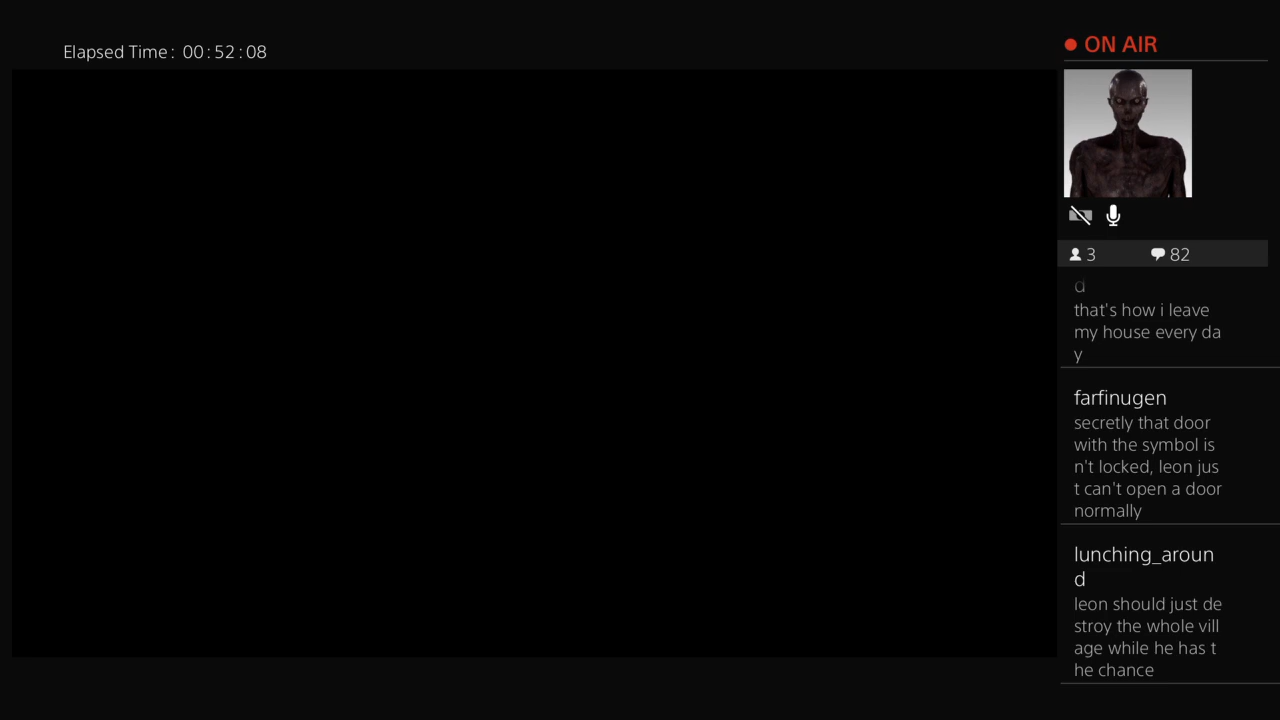 Elapsed Time: 00:52:08
ON AIR
3
82
d
that's how i leave
my house every da
y
farfinugen
secretly that door
with the symbol is
n't locked, leon jus
t can't open a door
normally
lunching_aroun
d
leon should just de
stroy the whole vill
age while he has t
he chance